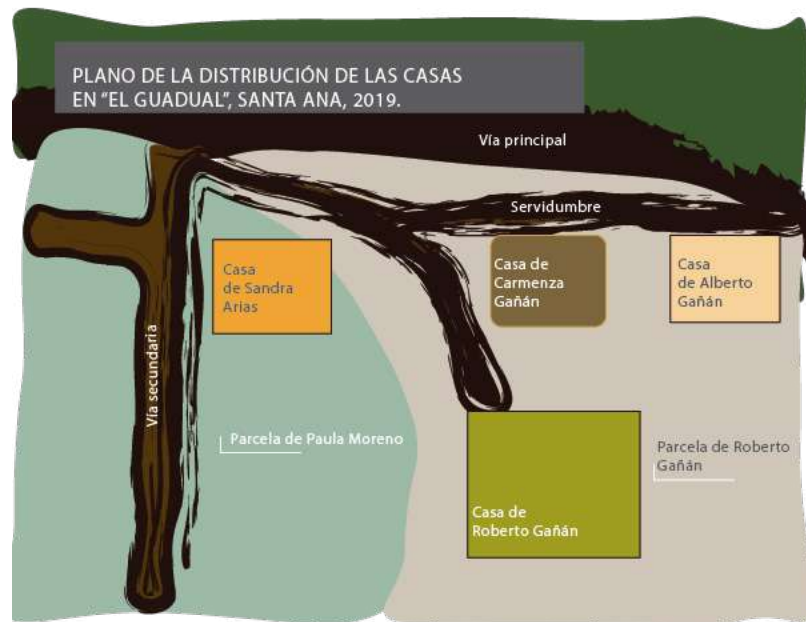 PLANO DE LA DISTRIBUCIÓN DE LAS CASAS
EN “EL GUADUAL”, SANTA ANA, 2019.
Vía principal
Servidumbre
Casa
de Sandra
Arias
Casa de
Carmenza
Gañán
Casa
de Alberto
Gañán
Vía secundaria
Parcela de Paula Moreno
Parcela de Roberto
Gañán
Casa de
Roberto Gañán